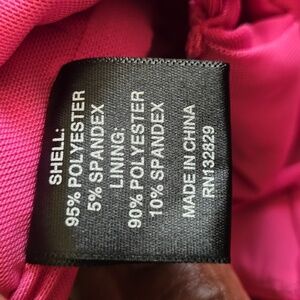 SHELL:
95% POLYESTER
5% SPANDEX
LINING:
90% POLYESTER
10% SPANDEX
MADE IN CHINA
RN132829